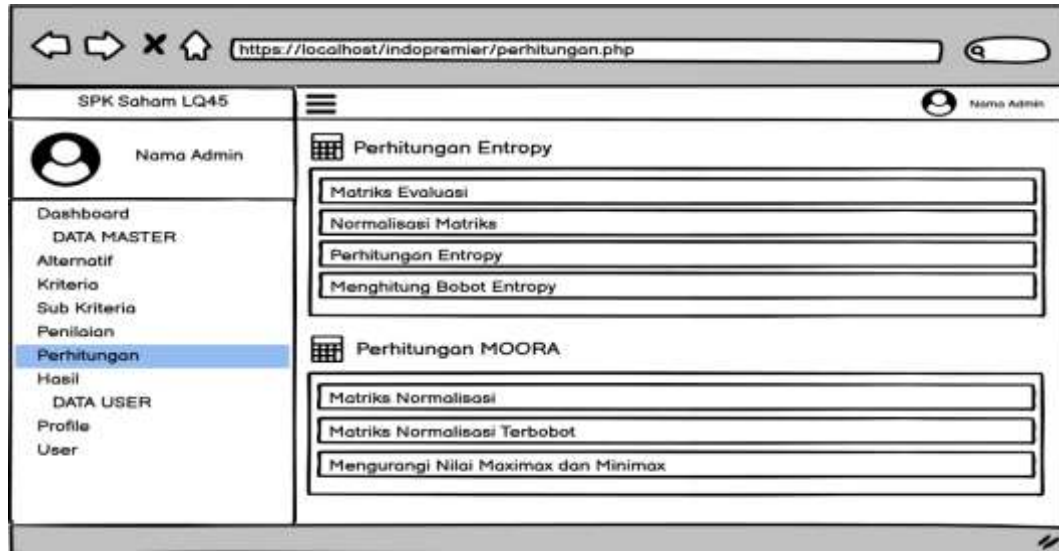 https://localhost/indopremier/perhitungan.php
SPK Saham LQ45
Nama Admin
Nama Admin
Dashboard
DATA MASTER
Alternatif
Kriteria
Sub Kriteria
Penilaian
Perhitungan
Hasil
DATA USER
Profile
User
Perhitungan Entropy
Matriks Evaluasi
Normalisasi Matriks
Perhitungan Entropy
Menghitung Bobot Entropy
Perhitungan MOORA
Matriks Normalisasi
Matriks Normalisasi Terbobot
Mengurangi Nilai Maximax dan Minimax